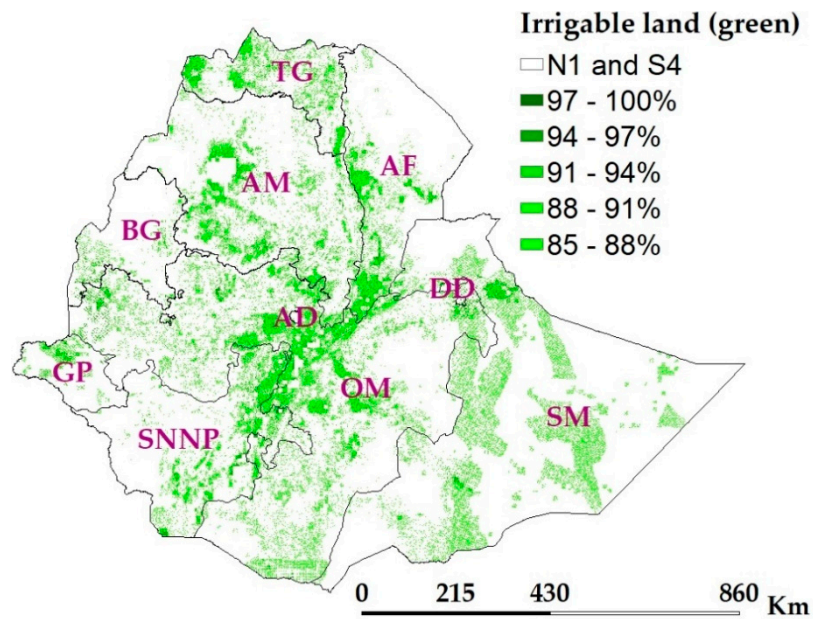 Irrigable land (green)
N1 and S4
97 - 100%
94 - 97%
91 - 94%
88 - 91%
85 - 88%
TG
AF
AM
BG
DD
AD
GP
OM
SM
SNNP
0 215 430 860 Km